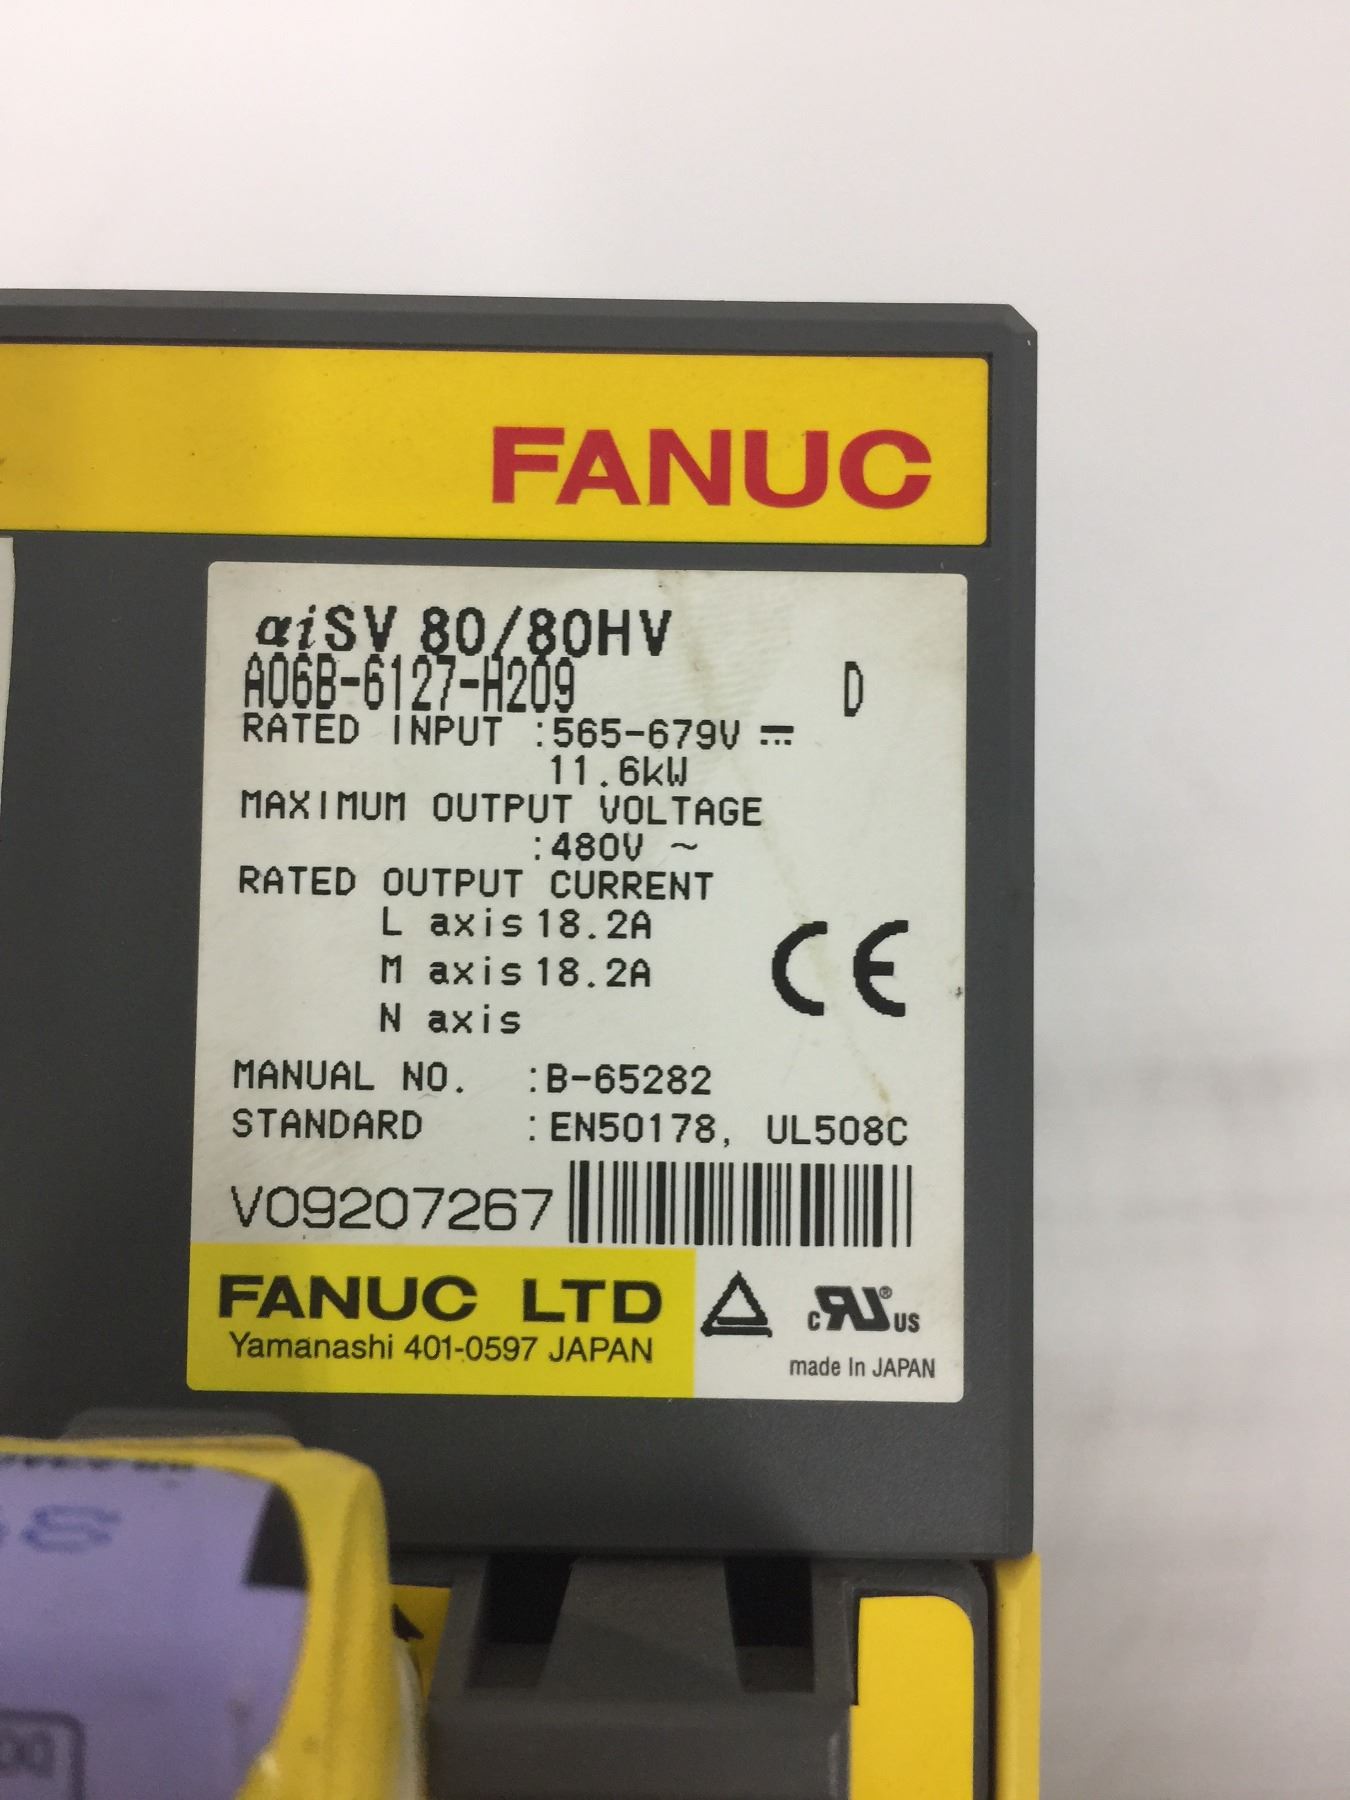 FANUC
αiSV 80/80HV
A06B-6127-H209 D
RATED INPUT :565-679V ⎓
11.6kW
MAXIMUM OUTPUT VOLTAGE
:480V ~
RATED OUTPUT CURRENT
L axis 18.2A
M axis 18.2A
N axis
CE
MANUAL NO. :B-65282
STANDARD :EN50178, UL508C
V09207267
FANUC LTD
Yamanashi 401-0597 JAPAN
c RU® US
made In JAPAN